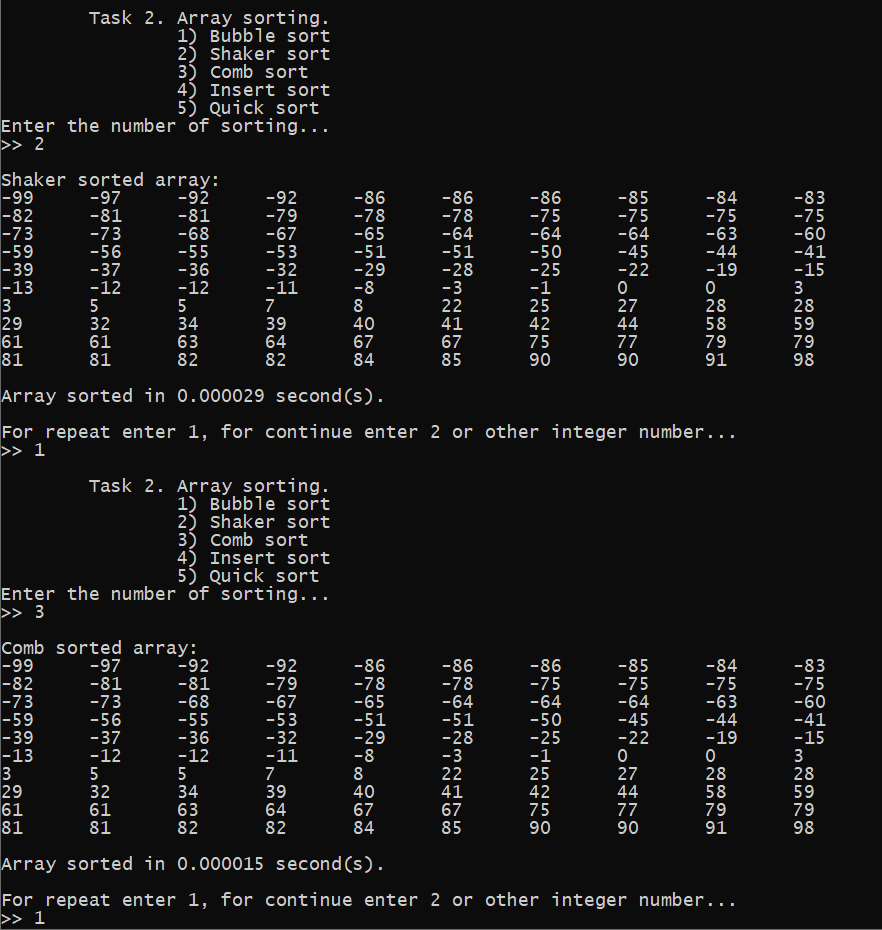 Task 2. Array sorting.
1) Bubble sort
2) Shaker sort
3) Comb sort
4) Insert sort
5) Quick sort
Enter the number of sorting...
>> 2
Shaker sorted array:
-99 -97 -92 -92 -86 -86 -86 -85 -84 -83
-82 -81 -81 -79 -78 -78 -75 -75 -75 -75
-73 -73 -68 -67 -65 -64 -64 -64 -63 -60
-59 -56 -55 -53 -51 -51 -50 -45 -44 -41
-39 -37 -36 -32 -29 -28 -25 -22 -19 -15
-13 -12 -12 -11 -8 -3 -1 0 0 3
3 5 5 7 8 22 25 27 28 28
29 32 34 39 40 41 42 44 58 59
61 61 63 64 67 67 75 77 79 79
81 81 82 82 84 85 90 90 91 98
Array sorted in 0.000029 second(s).
For repeat enter 1, for continue enter 2 or other integer number...
>> 1
Task 2. Array sorting.
1) Bubble sort
2) Shaker sort
3) Comb sort
4) Insert sort
5) Quick sort
Enter the number of sorting...
>> 3
Comb sorted array:
-99 -97 -92 -92 -86 -86 -86 -85 -84 -83
-82 -81 -81 -79 -78 -78 -75 -75 -75 -75
-73 -73 -68 -67 -65 -64 -64 -64 -63 -60
-59 -56 -55 -53 -51 -51 -50 -45 -44 -41
-39 -37 -36 -32 -29 -28 -25 -22 -19 -15
-13 -12 -12 -11 -8 -3 -1 0 0 3
3 5 5 7 8 22 25 27 28 28
29 32 34 39 40 41 42 44 58 59
61 61 63 64 67 67 75 77 79 79
81 81 82 82 84 85 90 90 91 98
Array sorted in 0.000015 second(s).
For repeat enter 1, for continue enter 2 or other integer number...
>> 1